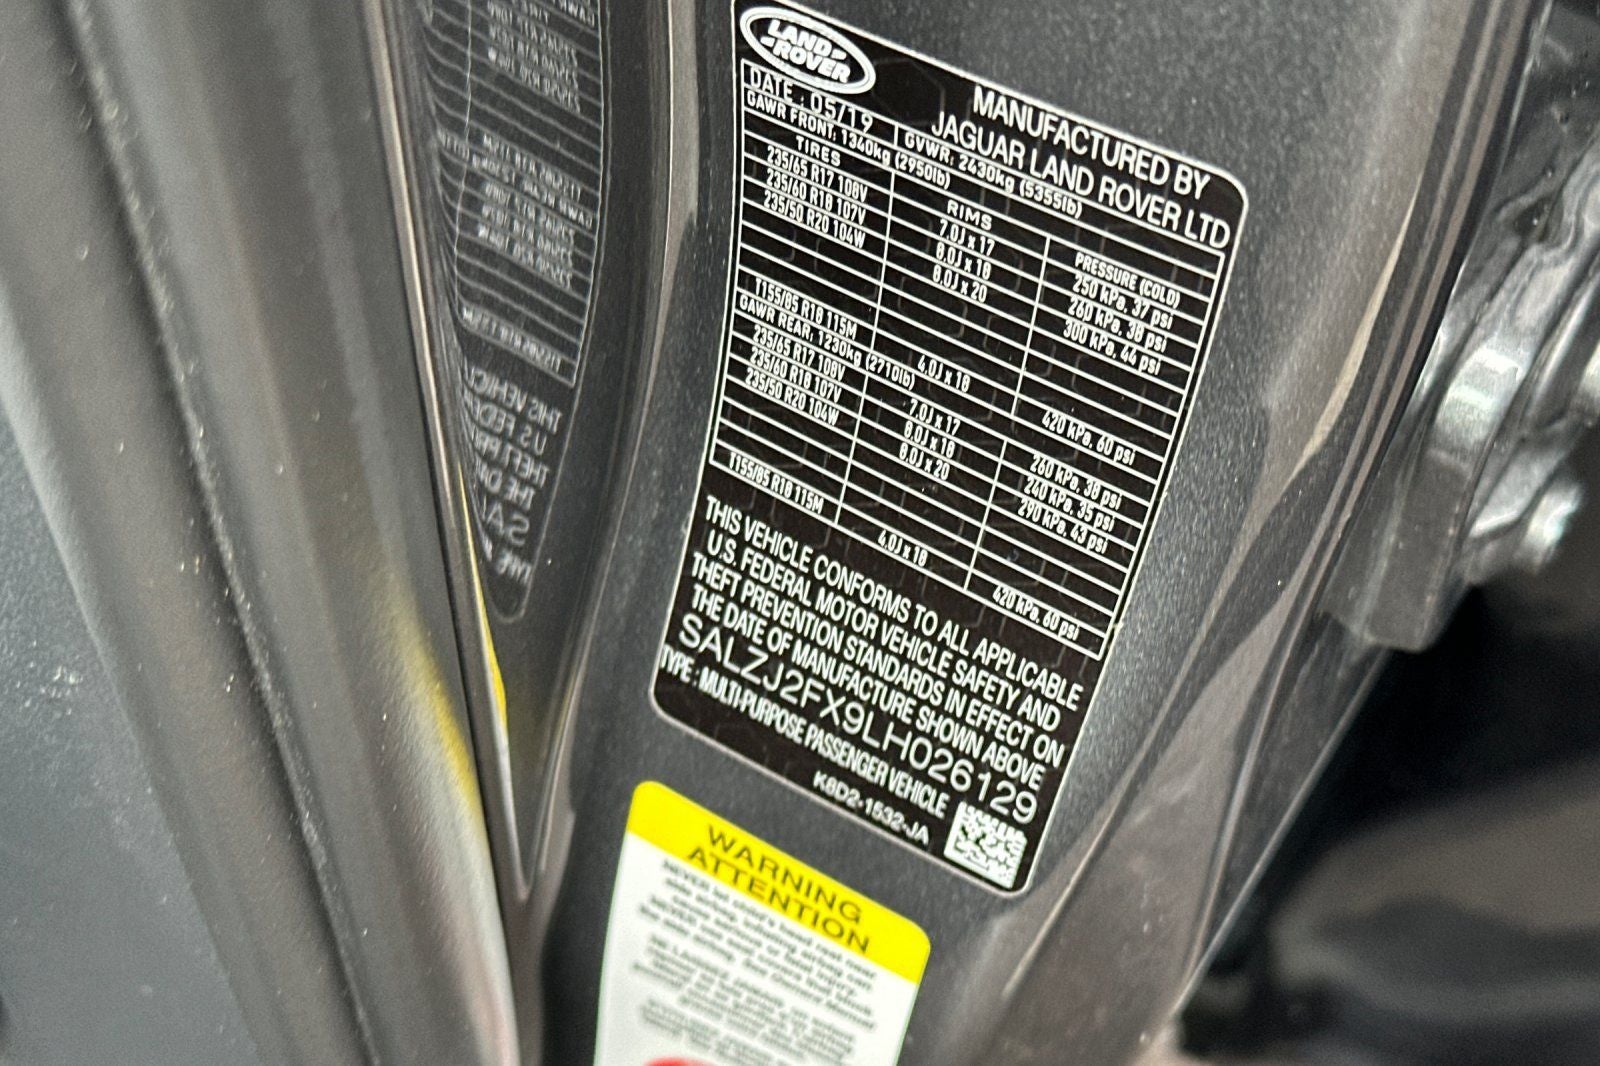 LAND
ROVER
MANUFACTURED BY
JAGUAR LAND ROVER LTD
DATE : 05/19 GVWR: 2430kg (5355lb)
GAWR FRONT: 1340kg (2950lb)
TIRES RIMS PRESSURE (COLD)
235/65 R17 108V 7.0J x 17 250 kPa, 37 psi
235/60 R18 107V 8.0J x 18 260 kPa, 38 psi
235/50 R20 104W 8.0J x 20 300 kPa, 44 psi
T155/85 R18 115M 4.0J x 18 420 kPa, 60 psi
GAWR REAR: 1230kg (2710lb)
235/65 R17 108V 7.0J x 17 260 kPa, 38 psi
235/60 R18 107V 8.0J x 18 240 kPa, 35 psi
235/50 R20 104W 8.0J x 20 290 kPa, 43 psi
T155/85 R18 115M 4.0J x 18 420 kPa, 60 psi
THIS VEHICLE CONFORMS TO ALL APPLICABLE
U.S. FEDERAL MOTOR VEHICLE SAFETY AND
THEFT PREVENTION STANDARDS IN EFFECT ON
THE DATE OF MANUFACTURE SHOWN ABOVE
SALZJ2FX9LH026129
TYPE : MULTI-PURPOSE PASSENGER VEHICLE
K8D2-1532-JA
WARNING
ATTENTION